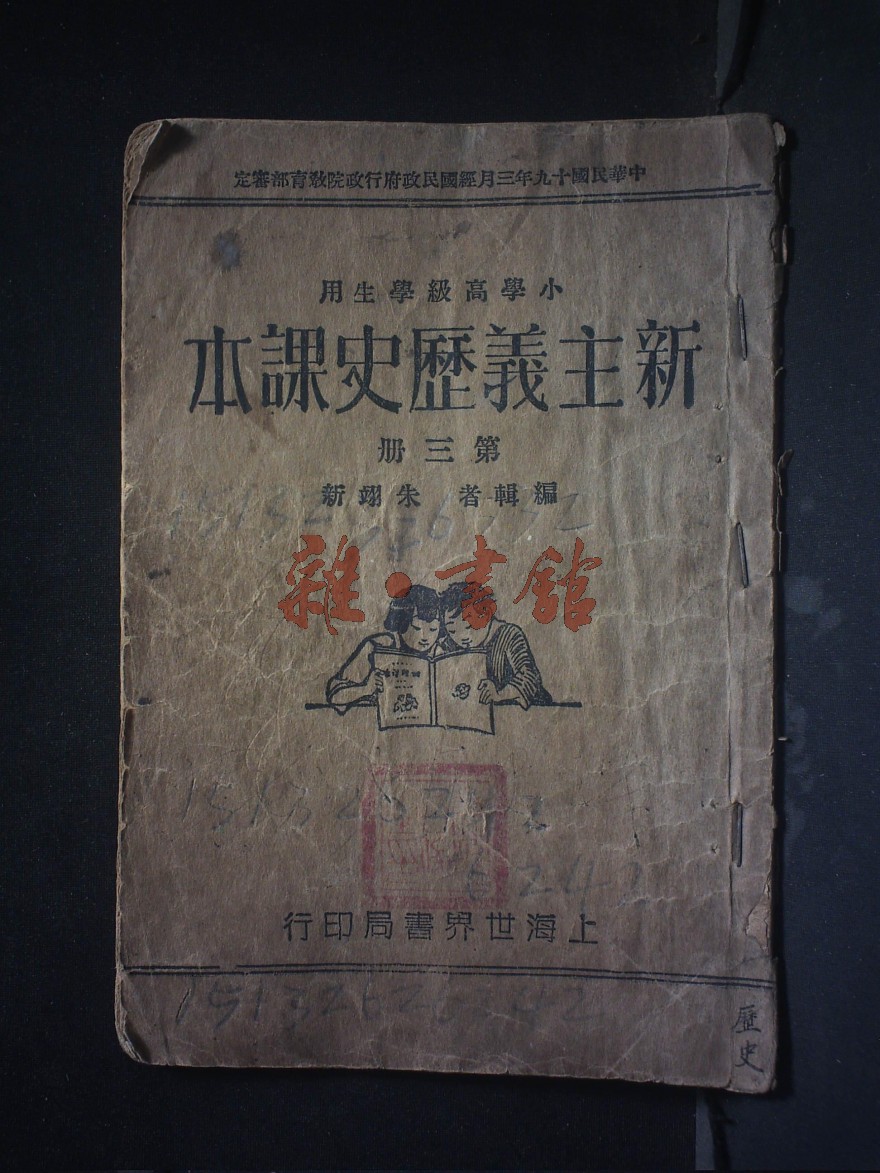 中華民國十九年三月經國民政府行政院教育部審定
小學高級學生用
新主義歷史課本
第三册
編輯者 朱翊新
雜·書館
上海世界書局印行
歷史